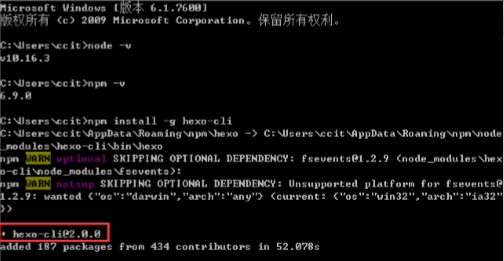 Microsoft Windows [版本 6.1.7600]
版权所有 (c) 2009 Microsoft Corporation。保留所有权利。
C:\Users\ccit>node -v
v10.16.3
C:\Users\ccit>npm -v
6.9.0
C:\Users\ccit>npm install -g hexo-cli
C:\Users\ccit\AppData\Roaming\npm\hexo -> C:\Users\ccit\AppData\Roaming\npm\node
_modules\hexo-cli\bin\hexo
npm WARN optional SKIPPING OPTIONAL DEPENDENCY: fsevents@1.2.9 (node_modules\hex
o-cli\node_modules\fsevents):
npm WARN notsup SKIPPING OPTIONAL DEPENDENCY: Unsupported platform for fsevents@
1.2.9: wanted {"os":"darwin","arch":"any"} (current: {"os":"win32","arch":"ia32"
})
+ hexo-cli@2.0.0
added 187 packages from 434 contributors in 52.078s